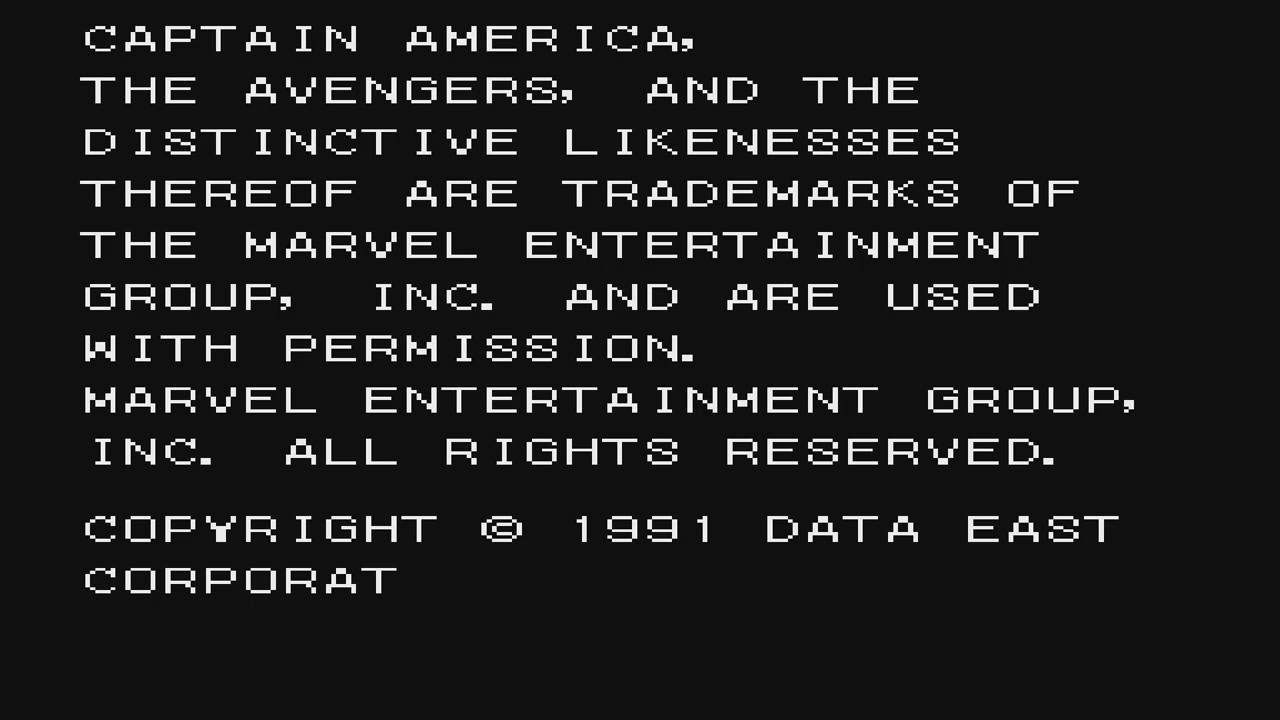 CAPTAIN AMERICA,
THE AVENGERS, AND THE
DISTINCTIVE LIKENESSES
THEREOF ARE TRADEMARKS OF
THE MARVEL ENTERTAINMENT
GROUP, INC. AND ARE USED
WITH PERMISSION.
MARVEL ENTERTAINMENT GROUP,
INC. ALL RIGHTS RESERVED.
COPYRIGHT © 1991 DATA EAST
CORPORAT